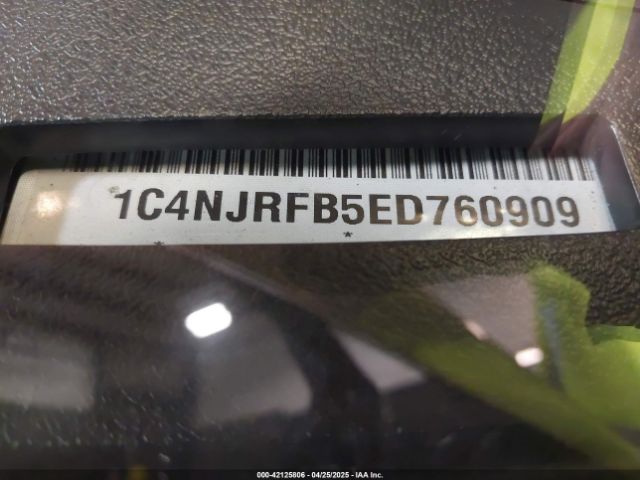 1C4NJRFB5ED760909
* *
000-42125806 - 04/25/2025 - IAA Inc.